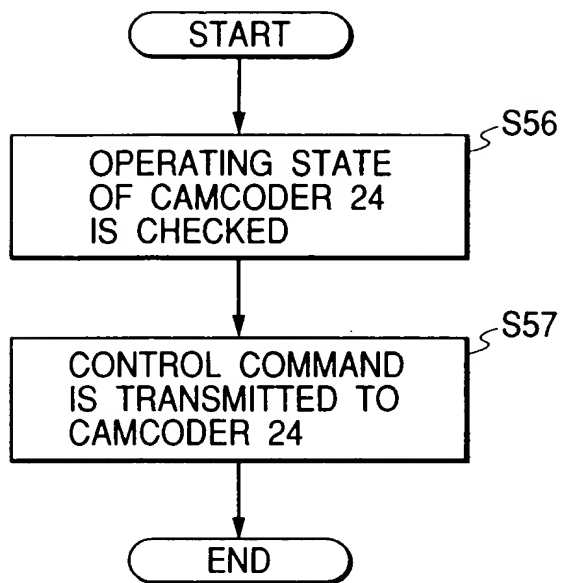 START
S56
OPERATING STATE
OF CAMCODER 24
IS CHECKED
S57
CONTROL COMMAND
IS TRANSMITTED TO
CAMCODER 24
END